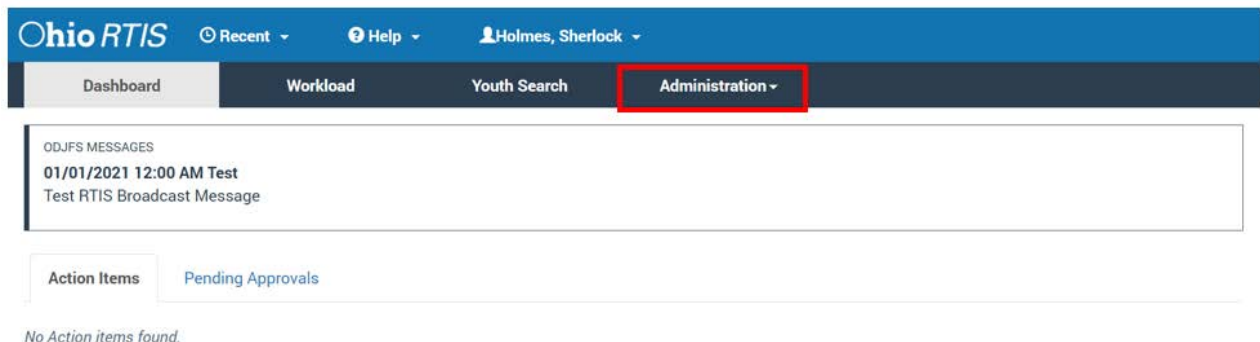 Ohio RTIS Recent Help Holmes, Sherlock
Dashboard Workload Youth Search Administration
ODJFS MESSAGES
01/01/2021 12:00 AM Test
Test RTIS Broadcast Message
Action Items Pending Approvals
No Action items found.